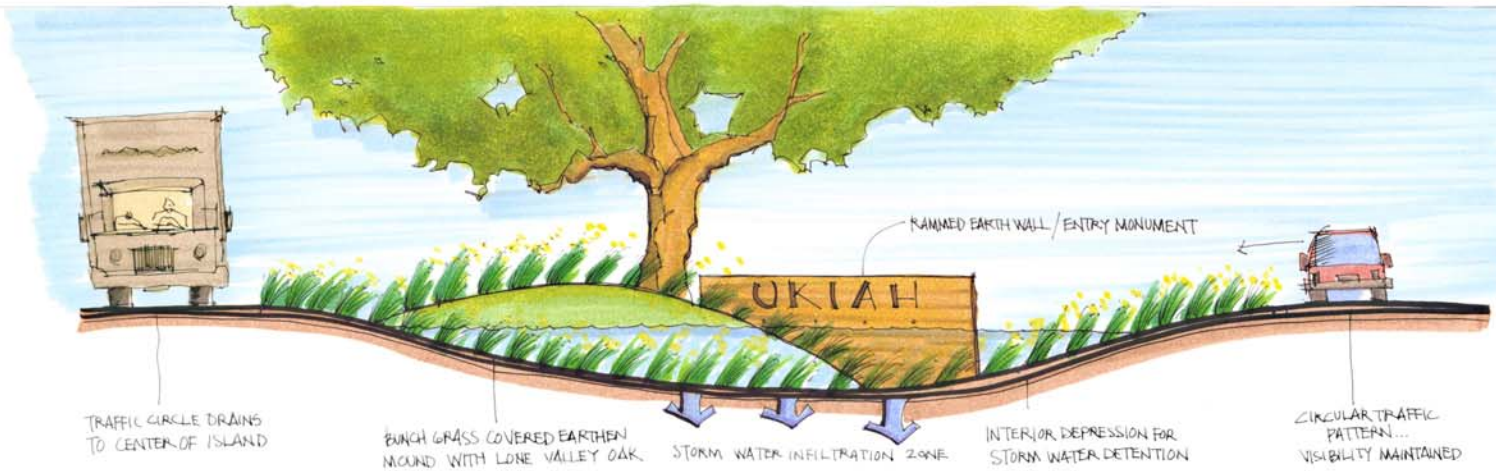 RAMMED EARTH WALL / ENTRY MONUMENT
UKIAH
TRAFFIC CIRCLE DRAINS
TO CENTER OF ISLAND
BUNCH GRASS COVERED EARTHEN
MOUND WITH LONE VALLEY OAK
STORM WATER INFILTRATION ZONE
INTERIOR DEPRESSION FOR
STORM WATER DETENTION
CIRCULAR TRAFFIC
PATTERN...
VISIBILITY MAINTAINED